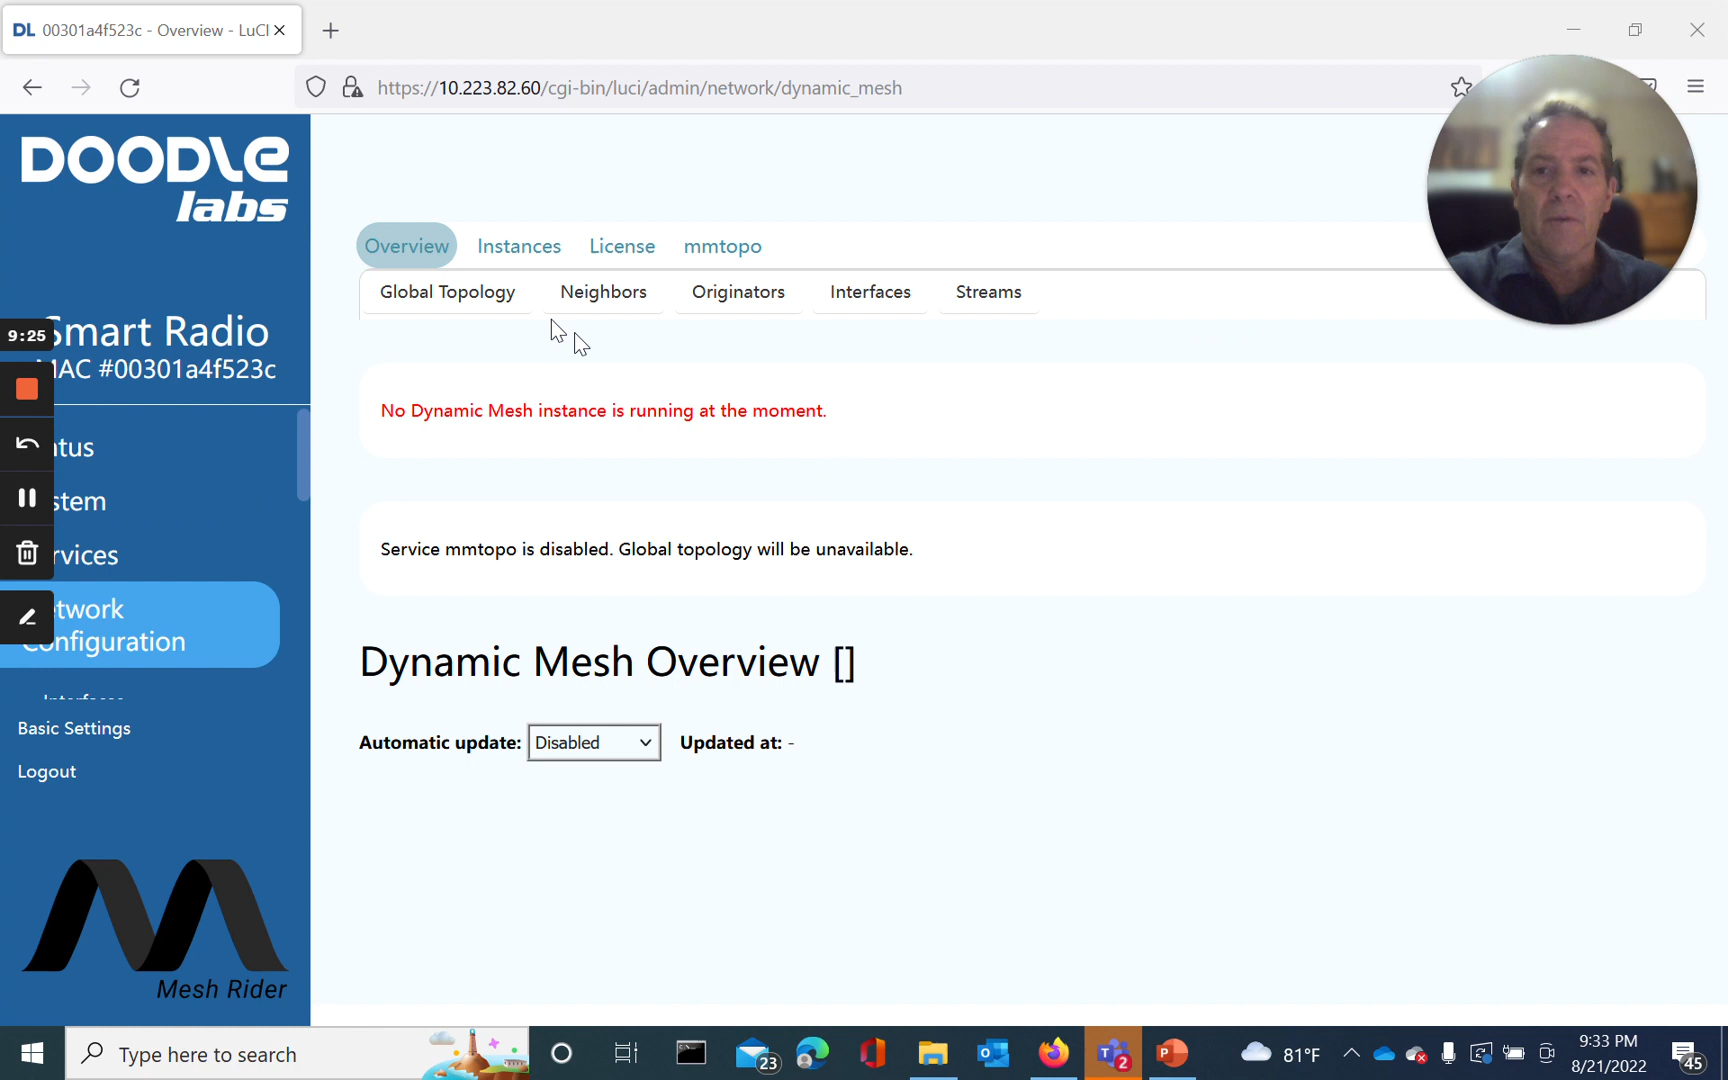 DL 00301a4f523c - Overview - LuCI
https://10.223.82.60/cgi-bin/luci/admin/network/dynamic_mesh
DOODLE
labs
Smart Radio
MAC #00301a4f523c
9:25
Overview Instances License mmtopo
Global Topology Neighbors Originators Interfaces Streams
No Dynamic Mesh instance is running at the moment.
Service mmtopo is disabled. Global topology will be unavailable.
Dynamic Mesh Overview []
Automatic update: Disabled Updated at: -
tus
stem
rvices
etwork
Configuration
Interfaces
Basic Settings
Logout
Mesh Rider
Type here to search
23
2
81°F
9:33 PM
8/21/2022
45